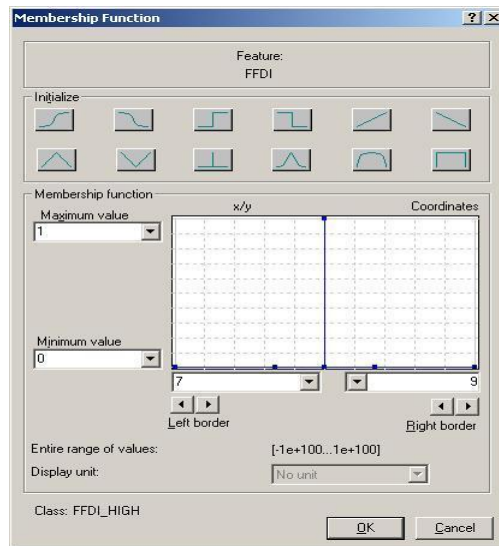 Membership Function
Feature:
FFDI
Initialize
Membership function
x/y
Coordinates
Maximum value
1
Minimum value
0
7
9
Left border
Right border
Entire range of values:
[-1e+100...1e+100]
Display unit:
No unit
Class: FFDI_HIGH
OK
Cancel